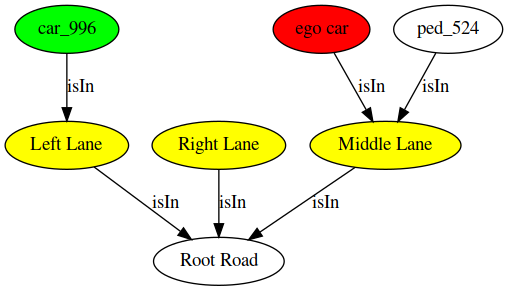 car_996
ego car
ped_524
isIn
isIn
isIn
Left Lane
Right Lane
Middle Lane
isIn
isIn
isIn
Root Road